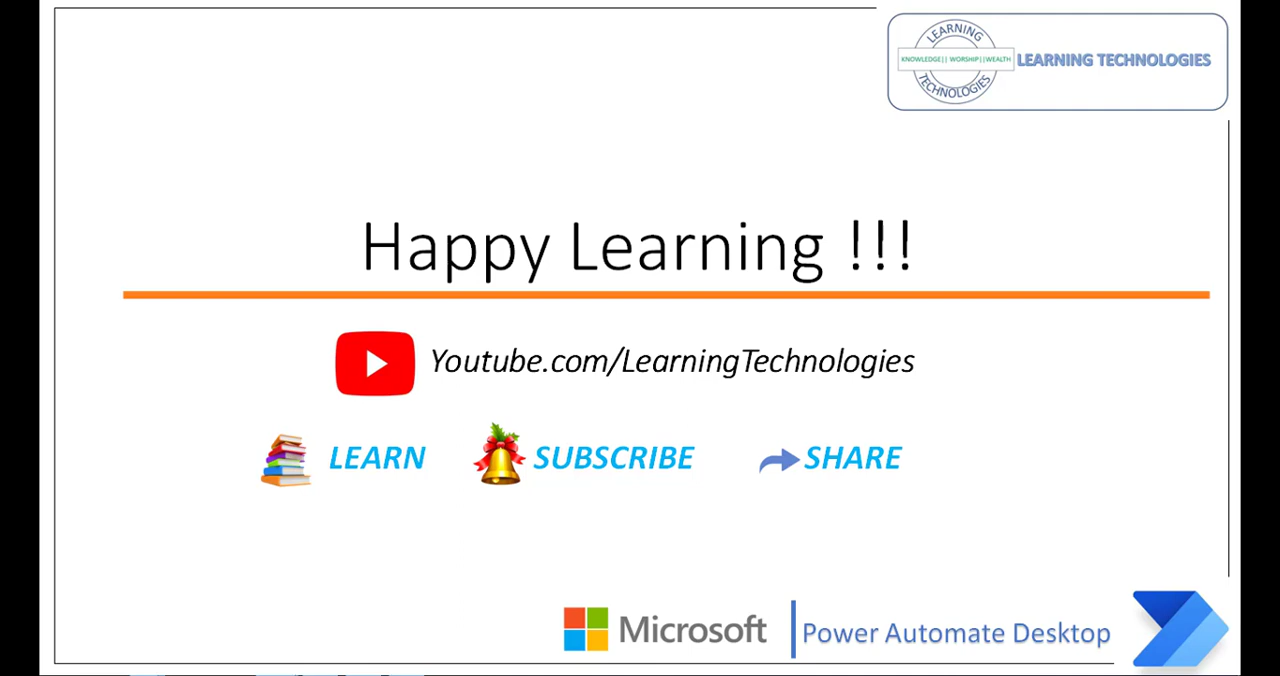 LEARNING
KNOWLEDGE|| WORSHIP||WEALTH
TECHNOLOGIES
LEARNING TECHNOLOGIES
Happy Learning !!!
Youtube.com/LearningTechnologies
LEARN SUBSCRIBE SHARE
Microsoft Power Automate Desktop